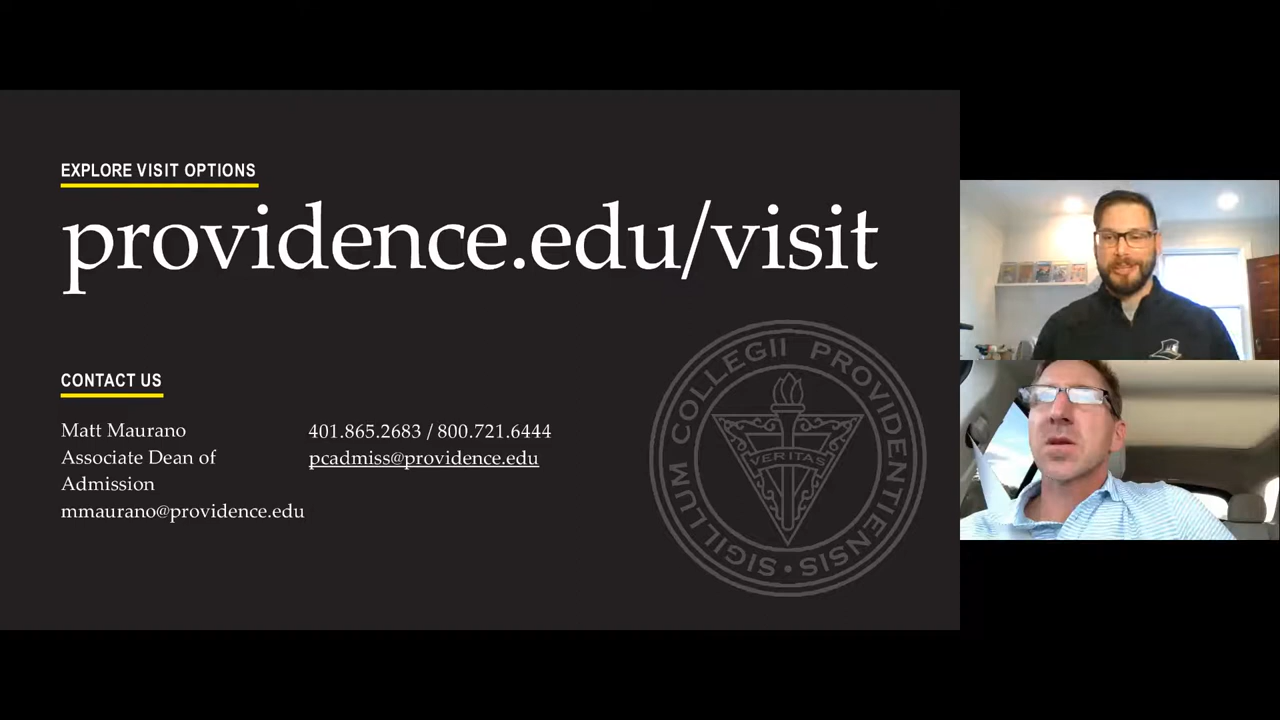 EXPLORE VISIT OPTIONS
providence.edu/visit
CONTACT US
Matt Maurano
Associate Dean of
Admission
mmaurano@providence.edu
401.865.2683 / 800.721.6444
pcadmiss@providence.edu
SIGILLUM COLLEGII PROVIDENTIENSIS
VERITAS